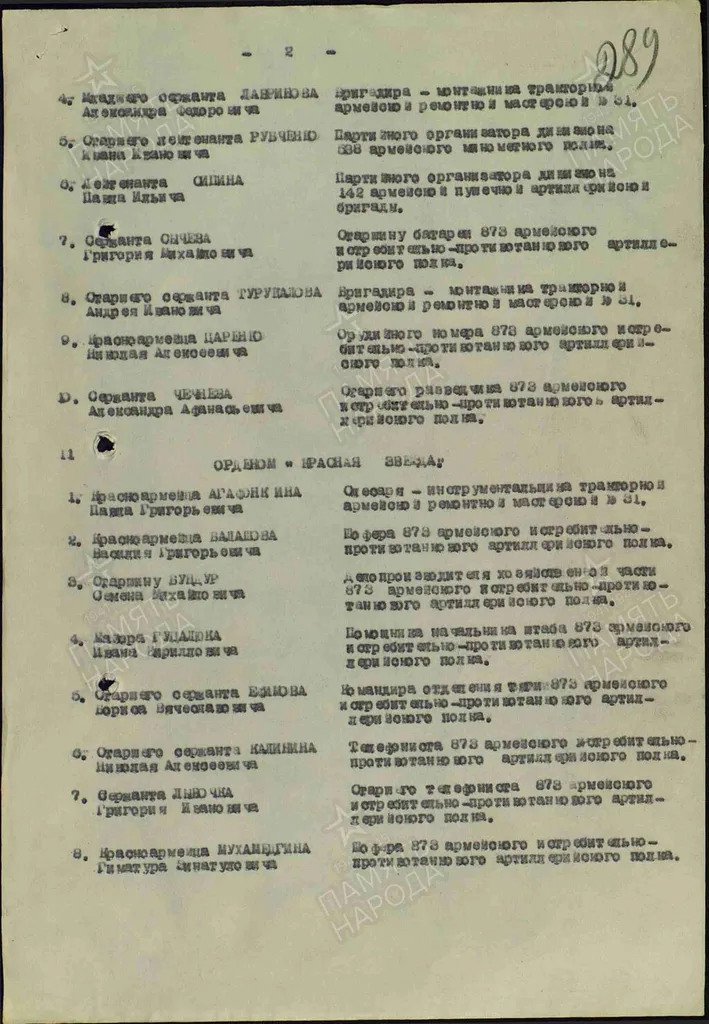 - 2 -
289
4. Младшего сержанта ЛАВРИНОВА Бригадира - монтажника тракторной
Александра Федоровича армейской ремонтной мастерской № 31.
5. Старшего лейтенанта РУБЧЕНКО Партийного организатора дивизиона
Ивана Ивановича 538 армейского минометного полка.
6. Лейтенанта СИПИНА Партийного организатора дивизиона
Павла Ильича 142 армейской пушечной артиллерийской
бригады.
7. Сержанта СЫЧЕВА Старшину батареи 873 армейского
Григория Михайловича истребительно-противотанкового артилле-
рийского полка.
8. Старшего сержанта ТУРУКАЛОВА Бригадира - монтажника тракторной
Андрея Ивановича армейской ремонтной мастерской № 31.
9. Красноармейца ЦАРЕНКО Орудийного номера 873 армейского истре-
Николая Алексеевича бительно-противотанкового артиллерий-
ского полка.
10. Сержанта Старшего разведчика 873 армейского
Александра Афанасьевича истребительно-противотанкового артил-
лерийского полка.
11
ОРДЕНОМ " КРАСНАЯ ЗВЕЗДА"
1. Красноармейца АГАФОНКИНА Слесаря - инструментальщика тракторной
Павла Григорьевича армейской ремонтной мастерской № 31.
2. Красноармейца БАЛАШОВА Шофера 873 армейского истребительно-
Василия Григорьевича противотанкового артиллерийского полка.
3. Старшину БУНДУР Делопроизводителя хозяйственной части
Семена Михайловича 873 армейского истребительно-противо-
танкового артиллерийского полка.
4. Майора ГУДАЛОКА Помощника начальника штаба 873 армейского
Ивана Кирилловича истребительно-противотанкового артил-
лерийского полка.
5. Старшего сержанта ЕФИМОВА Командира отделения тяги 873 армейского
Бориса Вячеславовича истребительно-противотанкового артил-
лерийского полка.
6. Старшего сержанта КАЛИНИНА Телефониста 873 армейского истребительно-
Николая Алексеевича противотанкового артиллерийского полка.
7. Сержанта ЛЫВОЧКА Старшего телефониста 873 армейского
Григория Ивановича истребительно-противотанкового артил-
лерийского полка.
8. Красноармейца МУХАМЕДГИНА Шофера 873 армейского истребительно-
Гиматура Зинатуловича противотанкового артиллерийского полка.
ПАМЯТЬ
НАРОДА